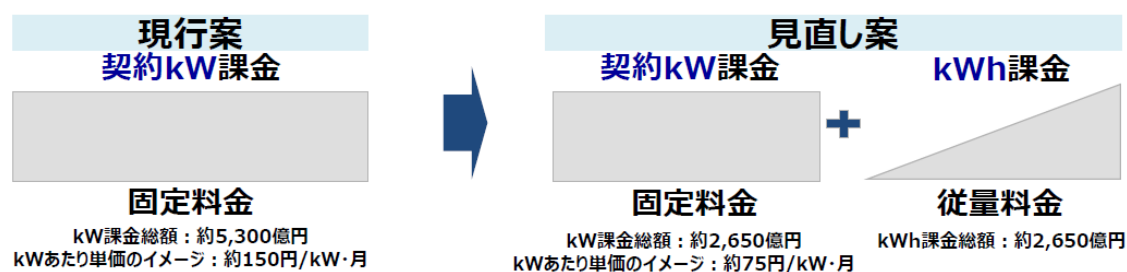 現行案
契約kW課金
固定料金
kW課金総額：約5,300億円
kWあたり単価のイメージ：約150円/kW・月
見直し案
契約kW課金
kWh課金
固定料金
従量料金
kW課金総額：約2,650億円
kWh課金総額：約2,650億円
kWあたり単価のイメージ：約75円/kW・月